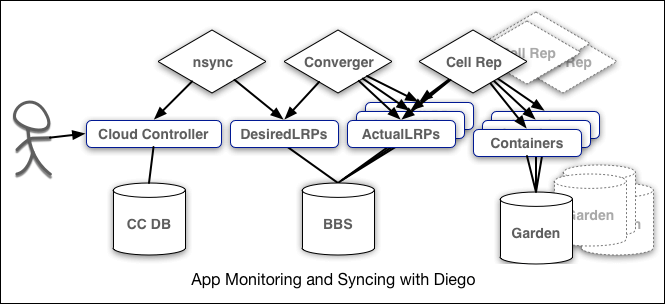 nsync
Converger
Cell Rep
Cell Rep
Rep
Cloud Controller
DesiredLRPs
ActualLRPs
Containers
CC DB
BBS
Garden
Garden
App Monitoring and Syncing with Diego